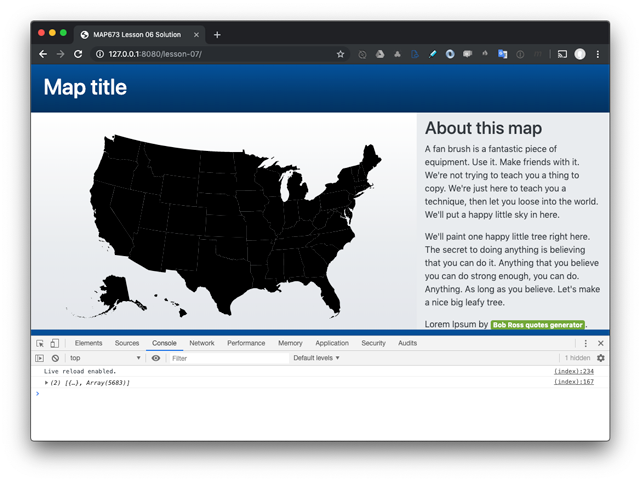 MAP673 Lesson 06 Solution
127.0.0.1:8080/lesson-07/
Map title
About this map
A fan brush is a fantastic piece of
equipment. Use it. Make friends with it.
We're not trying to teach you a thing to
copy. We're just here to teach you a
technique, then let you loose into the world.
We'll put a happy little sky in here.
We'll paint one happy little tree right here.
The secret to doing anything is believing
that you can do it. Anything that you believe
you can do strong enough, you can do.
Anything. As long as you believe. Let's make
a nice big leafy tree.
Lorem Ipsum by Bob Ross quotes generator.
Elements Sources Console Network Performance Memory Application Security Audits
top Filter Default levels 1 hidden
Live reload enabled. (index):234
(2) [{…}, Array(5683)] (index):167